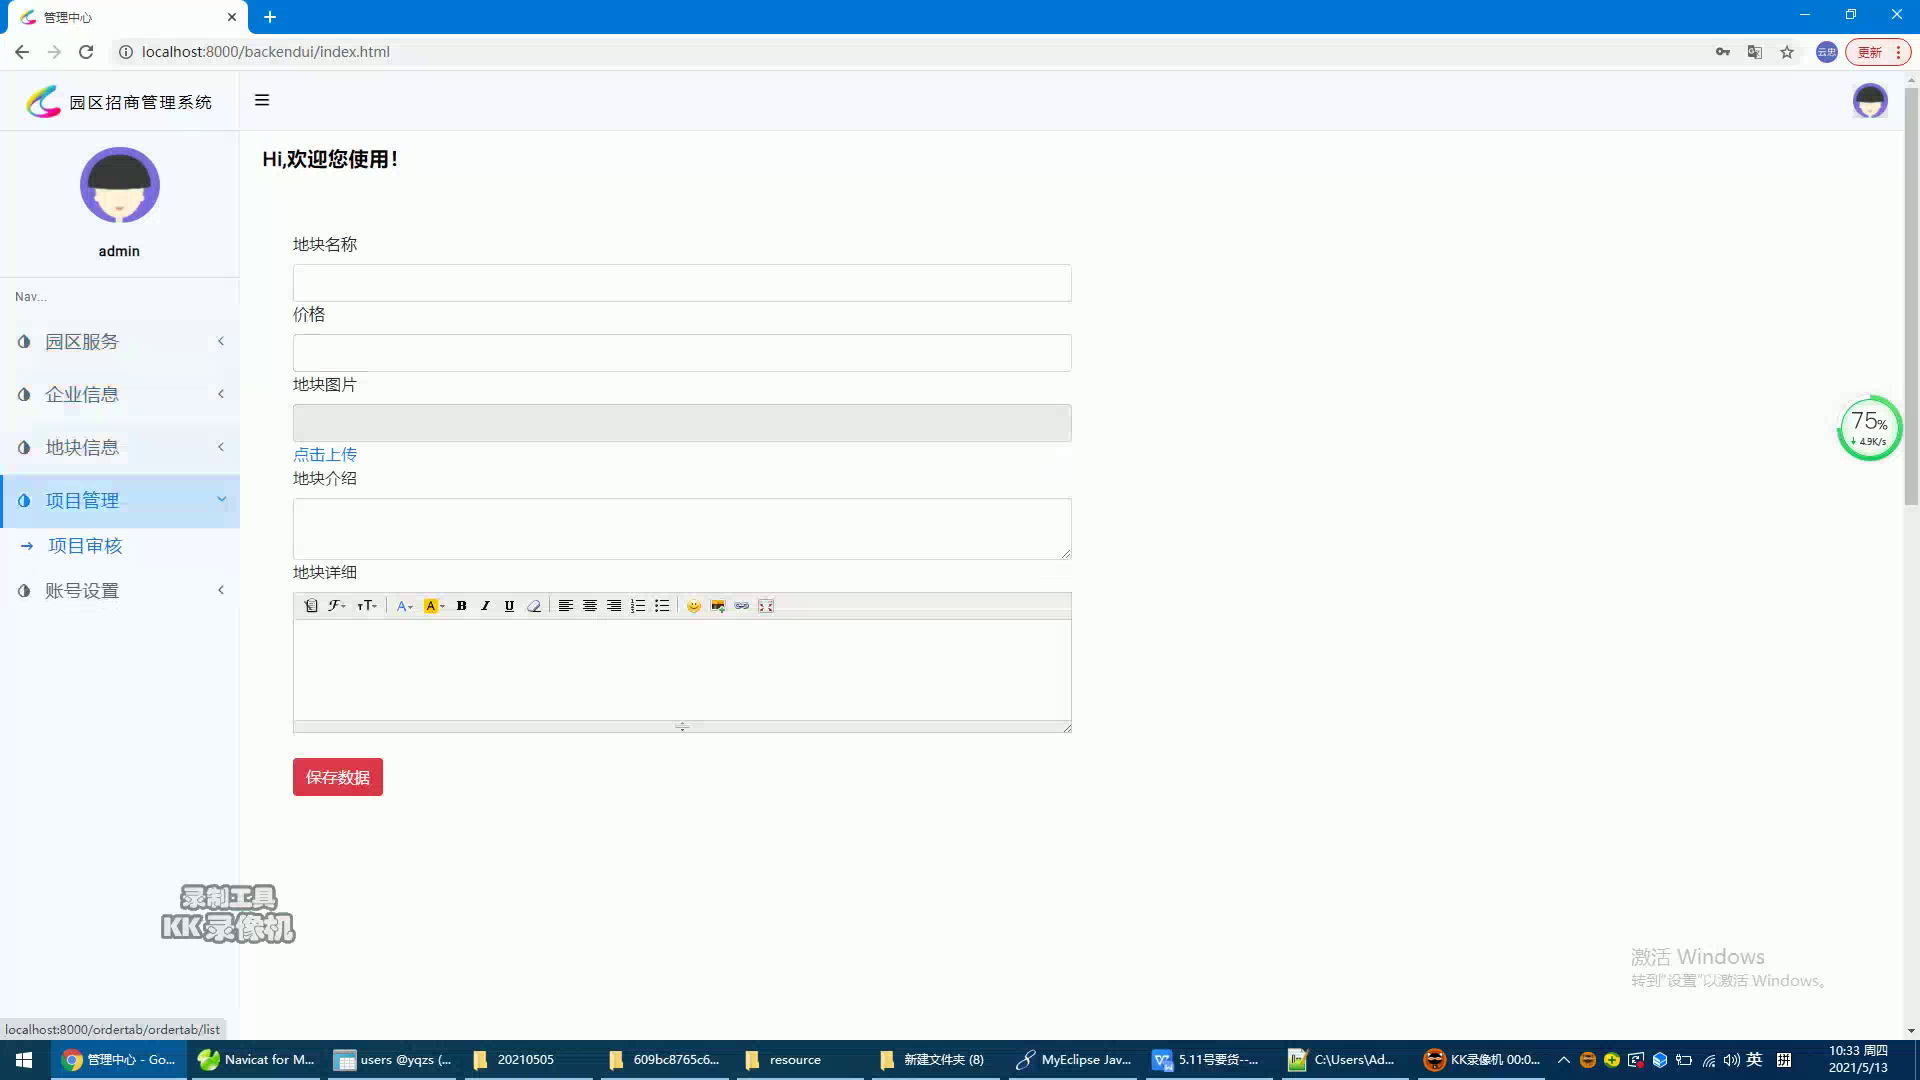 管理中心
localhost:8000/backendui/index.html
云忠
更新
园区招商管理系统
Hi,欢迎您使用！
admin
Nav...
园区服务
企业信息
地块信息
项目管理
项目审核
账号设置
地块名称
价格
地块图片
点击上传
地块介绍
地块详细
保存数据
75%
4.9K/s
录制工具
KK录像机
激活 Windows
转到"设置"以激活 Windows。
localhost:8000/ordertab/ordertab/list
管理中心 - Go...
Navicat for M...
users @yqzs (...
20210505
609bc8765c6...
resource
新建文件夹 (8)
MyEclipse Jav...
5.11号要货--...
C:\Users\Ad...
KK录像机 00:0...
英
拼
10:33 周四
2021/5/13